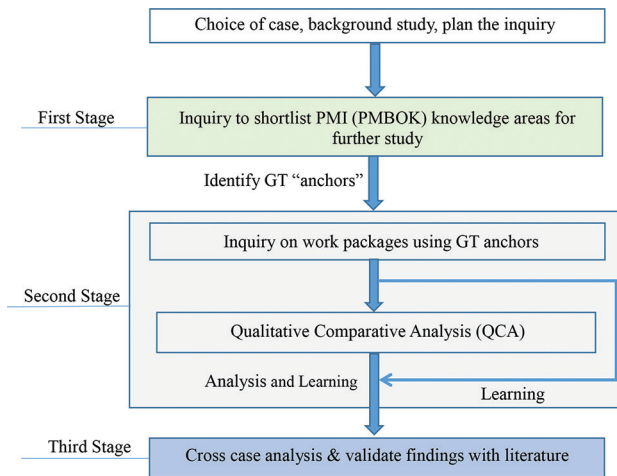 Choice of case, background study, plan the inquiry
First Stage
Inquiry to shortlist PMI (PMBOK) knowledge areas for
further study
Identify GT “anchors”
Inquiry on work packages using GT anchors
Second Stage
Qualitative Comparative Analysis (QCA)
Analysis and Learning
Learning
Third Stage
Cross case analysis & validate findings with literature